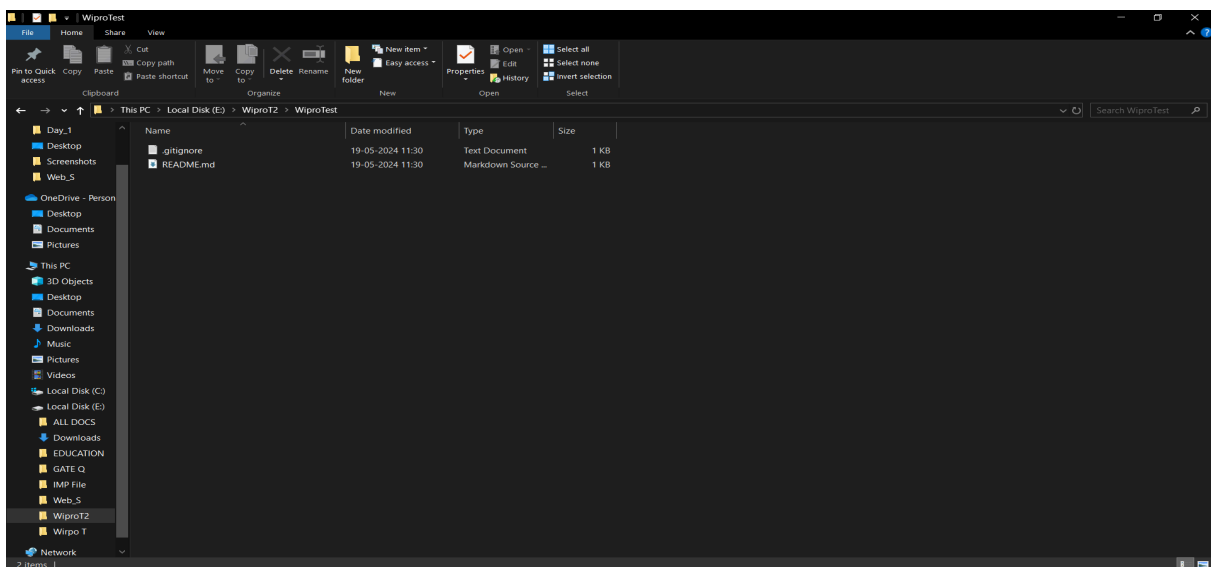 WiproTest
File Home Share View
Pin to Quick access
Copy
Paste
Cut
Copy path
Paste shortcut
Clipboard
Move to
Copy to
Delete
Rename
Organize
New folder
New item
Easy access
New
Properties
Open
Edit
History
Open
Select all
Select none
Invert selection
Select
This PC > Local Disk (E:) > WiproT2 > WiproTest
Search WiproTest
Name Date modified Type Size
.gitignore 19-05-2024 11:30 Text Document 1 KB
README.md 19-05-2024 11:30 Markdown Source ... 1 KB
Day_1
Desktop
Screenshots
Web_S
OneDrive - Person
Desktop
Documents
Pictures
This PC
3D Objects
Desktop
Documents
Downloads
Music
Pictures
Videos
Local Disk (C:)
Local Disk (E:)
ALL DOCS
Downloads
EDUCATION
GATE Q
IMP File
Web_S
WiproT2
Wirpo T
Network
2 items